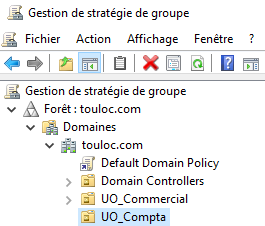 Gestion de stratégie de groupe
Fichier Action Affichage Fenêtre ?
Gestion de stratégie de groupe
Forêt : touloc.com
Domaines
touloc.com
Default Domain Policy
Domain Controllers
UO_Commercial
UO_Compta